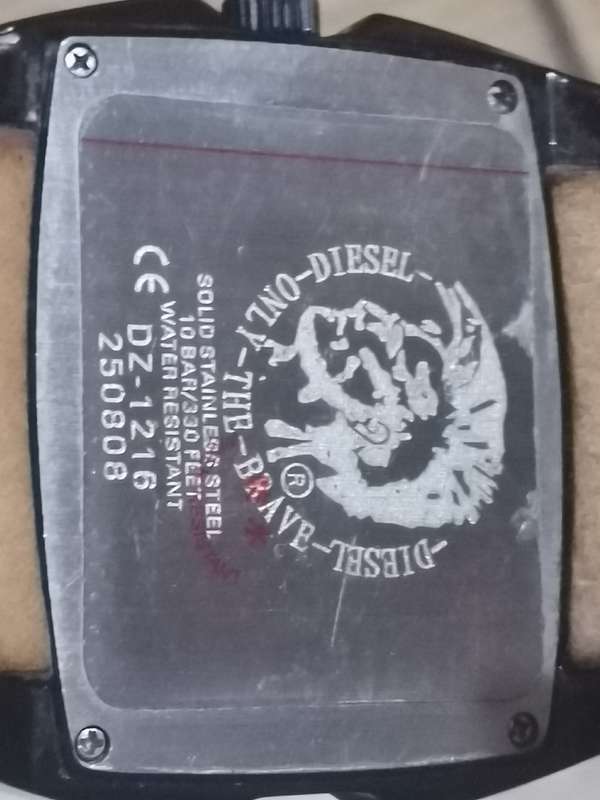 DIESEL-ONLY-THE-BRAVE-DIESEL-
®
SOLID STAINLESS STEEL
10 BAR/330 FEET
WATER RESISTANT
CE
DZ-1216
250808